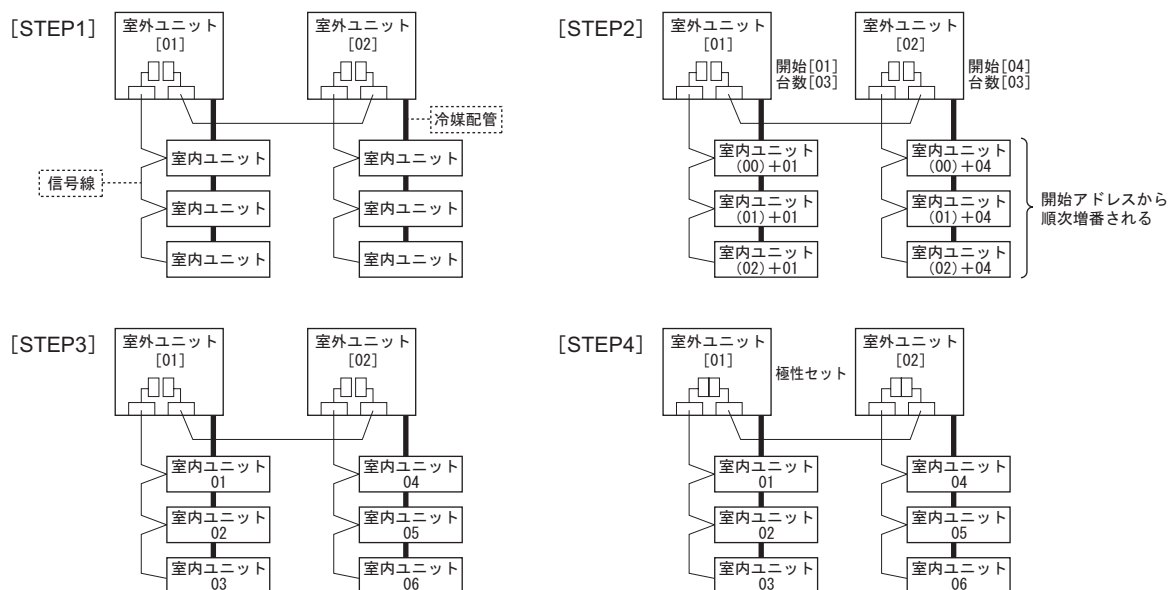 [STEP1]
室外ユニット
[01]
室外ユニット
[02]
冷媒配管
信号線
室内ユニット
室内ユニット
室内ユニット
室内ユニット
室内ユニット
室内ユニット
[STEP2]
室外ユニット
[01]
開始[01]
台数[03]
室外ユニット
[02]
開始[04]
台数[03]
室内ユニット
(00)+01
室内ユニット
(01)+01
室内ユニット
(02)+01
室内ユニット
(00)+04
室内ユニット
(01)+04
室内ユニット
(02)+04
開始アドレスから
順次増番される
[STEP3]
室外ユニット
[01]
室外ユニット
[02]
室内ユニット
01
室内ユニット
02
室内ユニット
03
室内ユニット
04
室内ユニット
05
室内ユニット
06
[STEP4]
室外ユニット
[01]
極性セット
室外ユニット
[02]
室内ユニット
01
室内ユニット
02
室内ユニット
03
室内ユニット
04
室内ユニット
05
室内ユニット
06